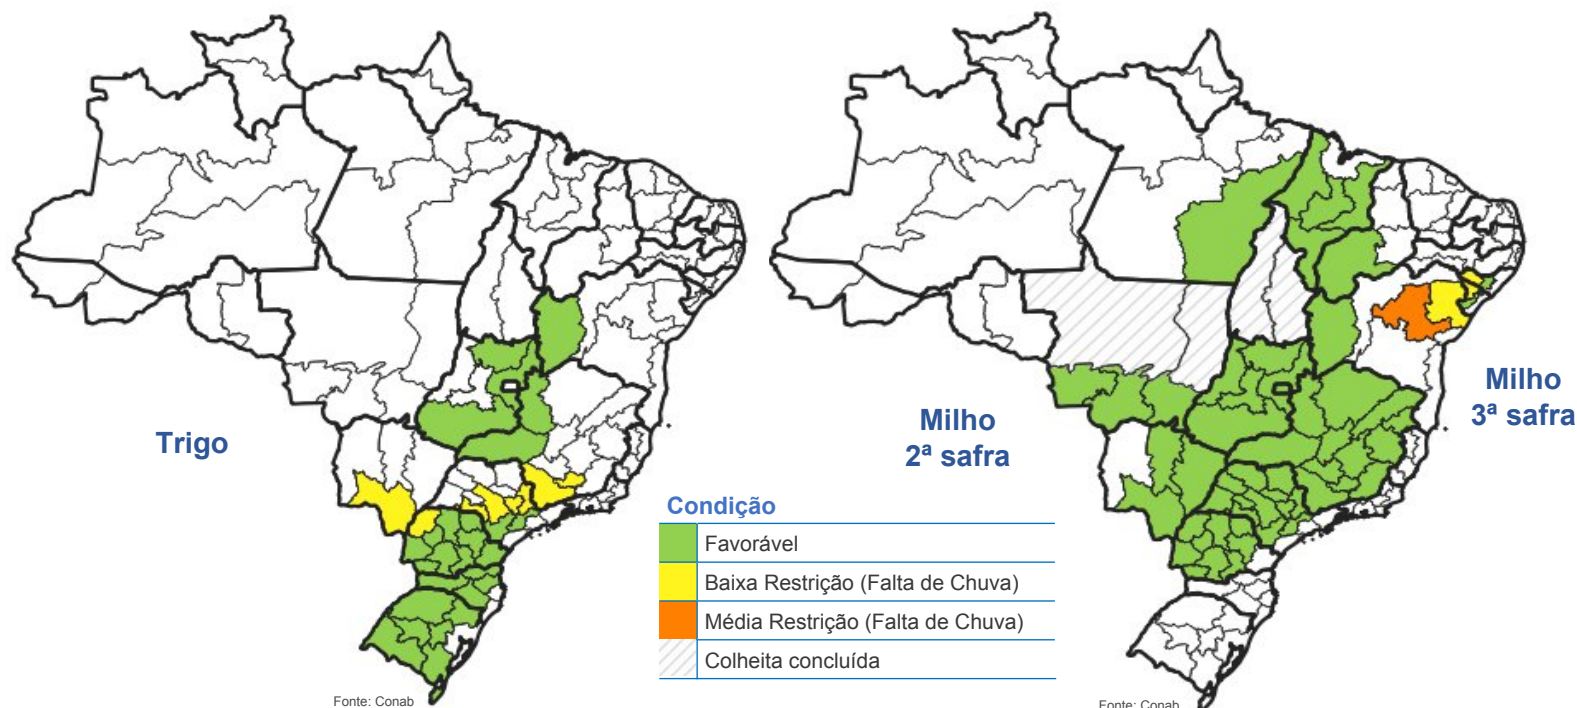 Trigo
Milho
2ª safra
Milho
3ª safra
Condição
Favorável
Baixa Restrição (Falta de Chuva)
Média Restrição (Falta de Chuva)
Colheita concluída
Fonte: Conab
Fonte: Conab